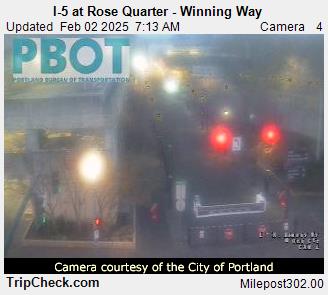 I-5 at Rose Quarter - Winning Way
Updated Feb 02 2025 7:13 AM Camera 4
PBOT
PORTLAND BUREAU OF TRANSPORTATION
Camera courtesy of the City of Portland
TripCheck.com Milepost302.00